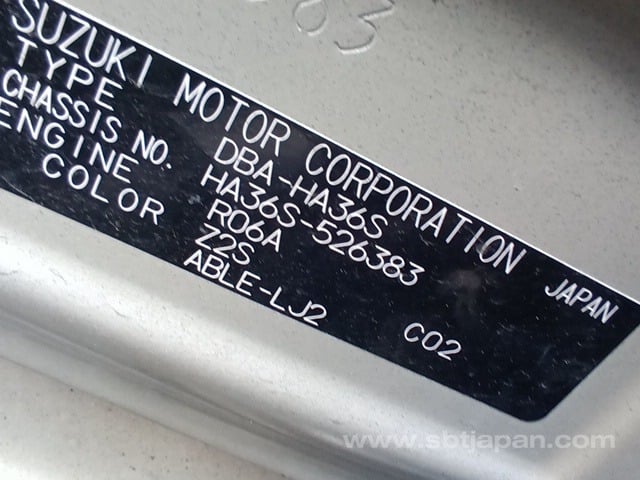 383
SUZUKI MOTOR CORPORATION JAPAN
TYPE DBA-HA36S
CHASSIS NO. HA36S-526383
ENGINE R06A
COLOR Z2S
ABLE-LJ2 C02
www.sbtjapan.com